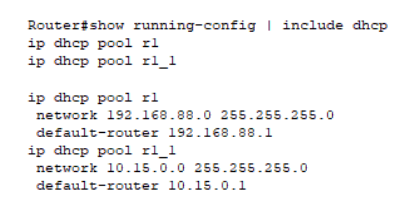 Router#show running-config | include dhcp
ip dhcp pool r1
ip dhcp pool r1_1
ip dhcp pool r1
network 192.168.88.0 255.255.255.0
default-router 192.168.88.1
ip dhcp pool r1_1
network 10.15.0.0 255.255.255.0
default-router 10.15.0.1